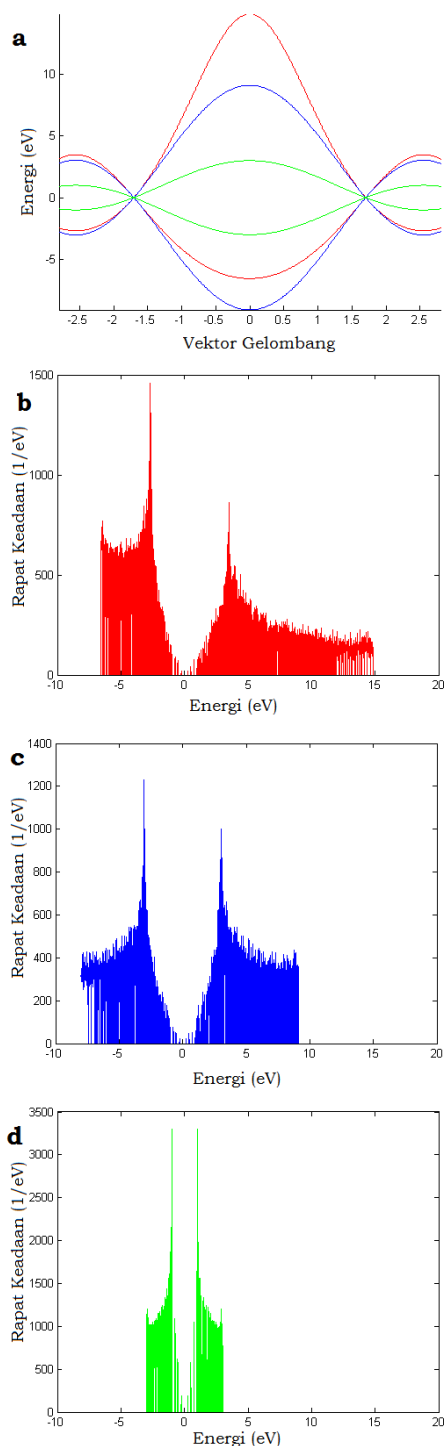 a
Energi (eV)
10
5
0
-5
-2.5 -2 -1.5 -1 -0.5 0 0.5 1 1.5 2 2.5
Vektor Gelombang
b
Rapat Keadaan (1/eV)
1500
1000
500
0
-10 -5 0 5 10 15 20
Energi (eV)
c
Rapat Keadaan (1/eV)
1400
1200
1000
800
600
400
200
0
-10 -5 0 5 10 15 20
Energi (eV)
d
Rapat Keadaan (1/eV)
3500
3000
2500
2000
1500
1000
500
0
-10 -5 0 5 10 15 20
Energi (eV)